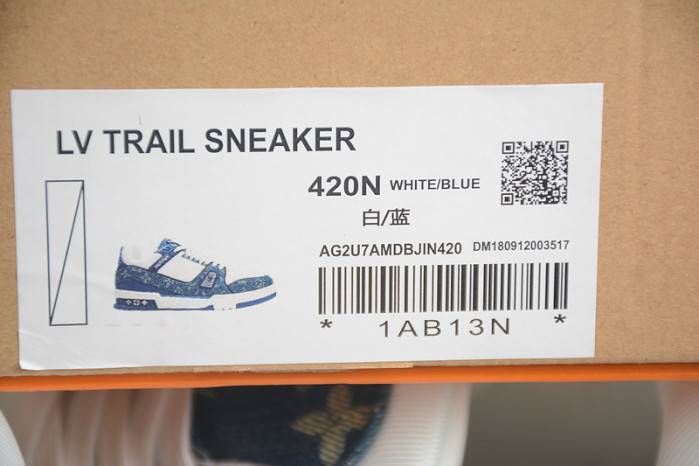 LV TRAIL SNEAKER
420N WHITE/BLUE
白/蓝
AG2U7AMDBJIN420 DM180912003517
* 1AB13N *